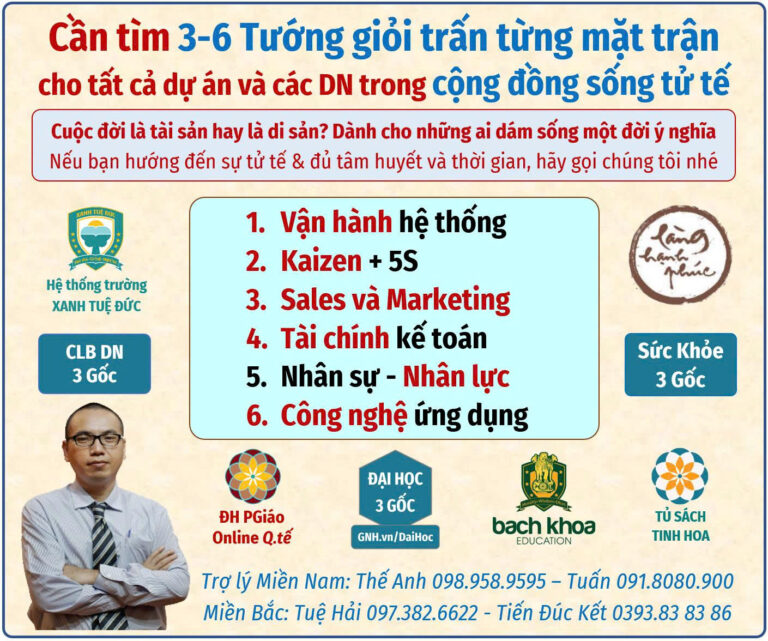 Cần tìm 3-6 Tướng giỏi trấn từng mặt trận
cho tất cả dự án và các DN trong cộng đồng sống tử tế
Cuộc đời là tài sản hay là di sản? Dành cho những ai dám sống một đời ý nghĩa
Nếu bạn hướng đến sự tử tế & đủ tâm huyết và thời gian, hãy gọi chúng tôi nhé
XANH TUỆ ĐỨC
Hệ thống trường
XANH TUỆ ĐỨC
CLB DN
3 Gốc
1. Vận hành hệ thống
2. Kaizen + 5S
3. Sales và Marketing
4. Tài chính kế toán
5. Nhân sự - Nhân lực
6. Công nghệ ứng dụng
làng
hạnh
phúc
Sức Khỏe
3 Gốc
ĐH PGiáo
Online Q.tế
ĐẠI HỌC
3 GỐC
GNH.vn/DaiHoc
bach khoa
EDUCATION
TỦ SÁCH
TINH HOA
Trợ lý Miền Nam: Thế Anh 098.958.9595 – Tuấn 091.8080.900
Miền Bắc: Tuệ Hải 097.382.6622 - Tiến Đúc Kết 0393.83 83 86